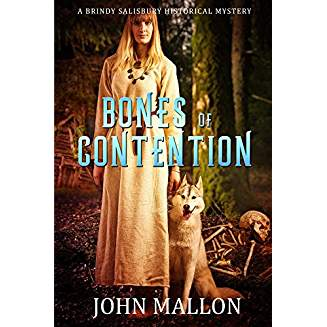 A BRINDY SALISBURY HISTORICAL MYSTERY
BONES OF
CONTENTION
JOHN MALLON